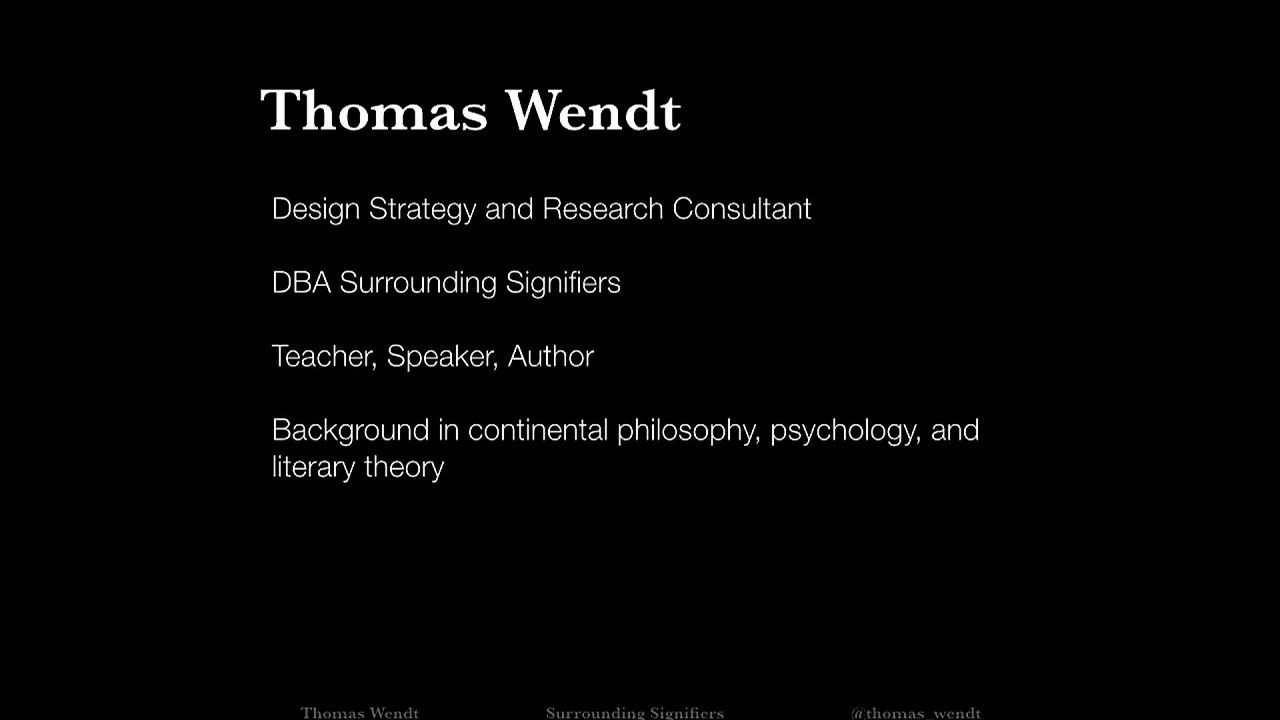 Thomas Wendt
Design Strategy and Research Consultant
DBA Surrounding Signifiers
Teacher, Speaker, Author
Background in continental philosophy, psychology, and
literary theory
Thomas Wendt
Surrounding Signifiers
@thomas_wendt